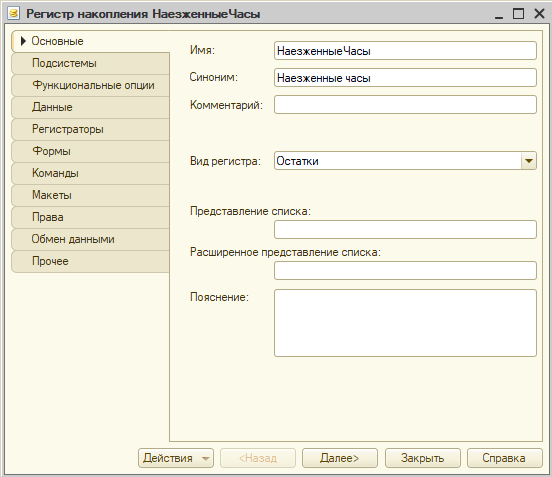 Регистр накопления НаезженныеЧасы
Основные
Подсистемы
Функциональные опции
Данные
Регистраторы
Формы
Команды
Макеты
Права
Обмен данными
Прочее
Имя: НаезженныеЧасы
Синоним: Наезженные часы
Комментарий:
Вид регистра: Остатки
Представление списка:
Расширенное представление списка:
Пояснение:
Действия <Назад Далее> Закрыть Справка